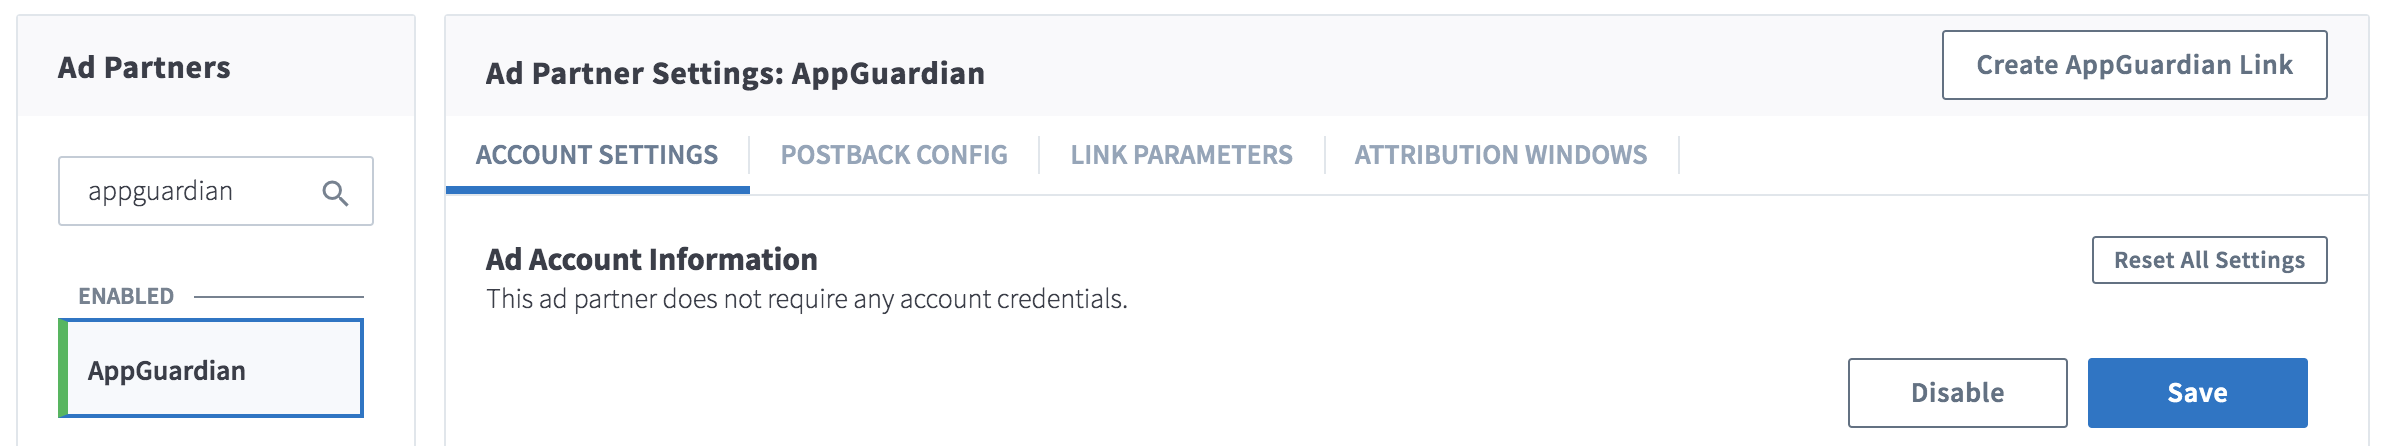 Ad Partners
appguardian
ENABLED
AppGuardian
Ad Partner Settings: AppGuardian
Create AppGuardian Link
ACCOUNT SETTINGS
POSTBACK CONFIG
LINK PARAMETERS
ATTRIBUTION WINDOWS
Ad Account Information
Reset All Settings
This ad partner does not require any account credentials.
Disable
Save